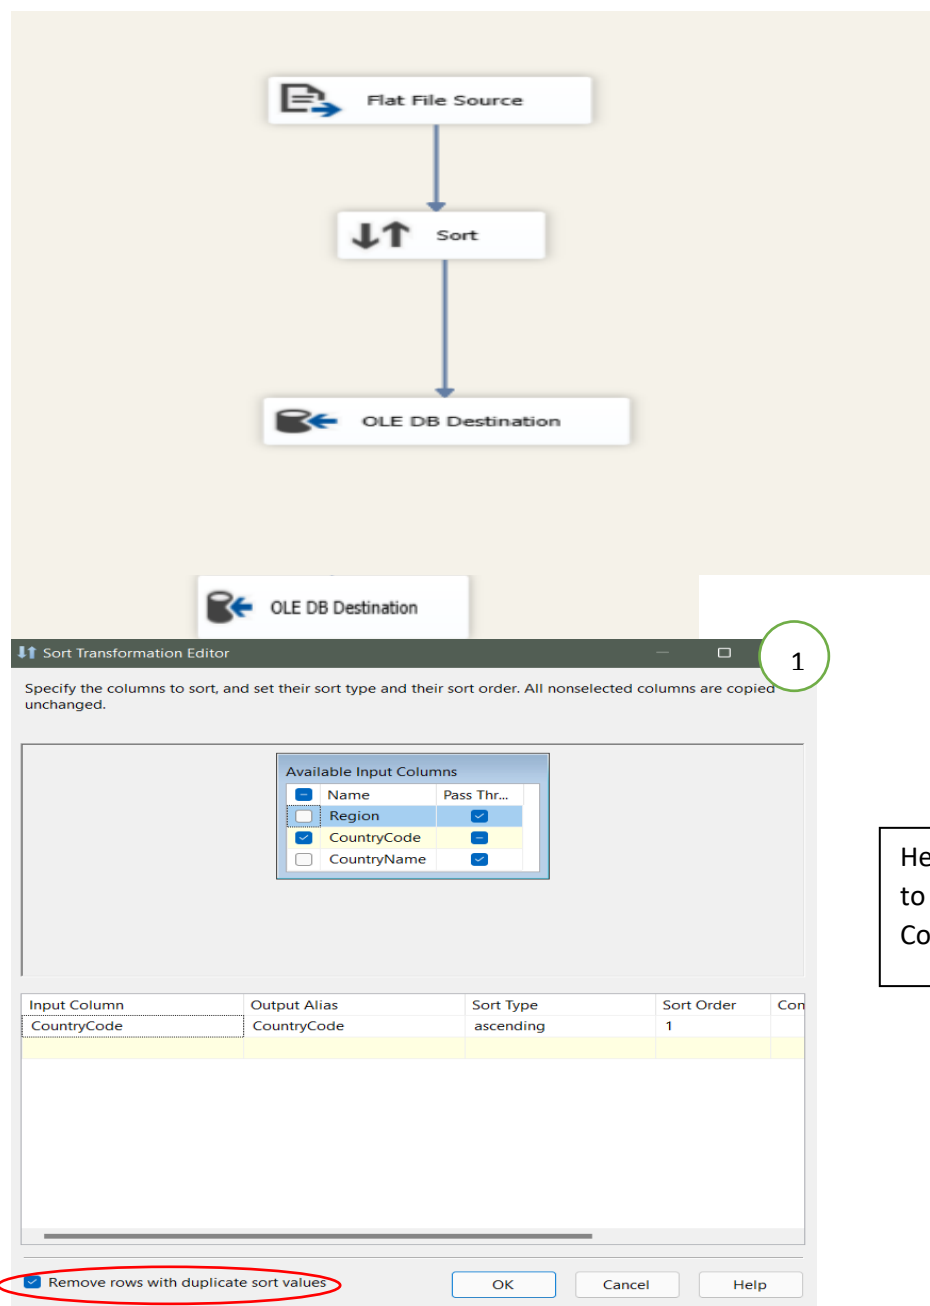 Flat File Source
Sort
OLE DB Destination
OLE DB Destination
Sort Transformation Editor
1
Specify the columns to sort, and set their sort type and their sort order. All nonselected columns are copied
unchanged.
Available Input Columns
Name Pass Thr...
Region
CountryCode
CountryName
He
to
Co
Input Column Output Alias Sort Type Sort Order Com
CountryCode CountryCode ascending 1
Remove rows with duplicate sort values
OK Cancel Help